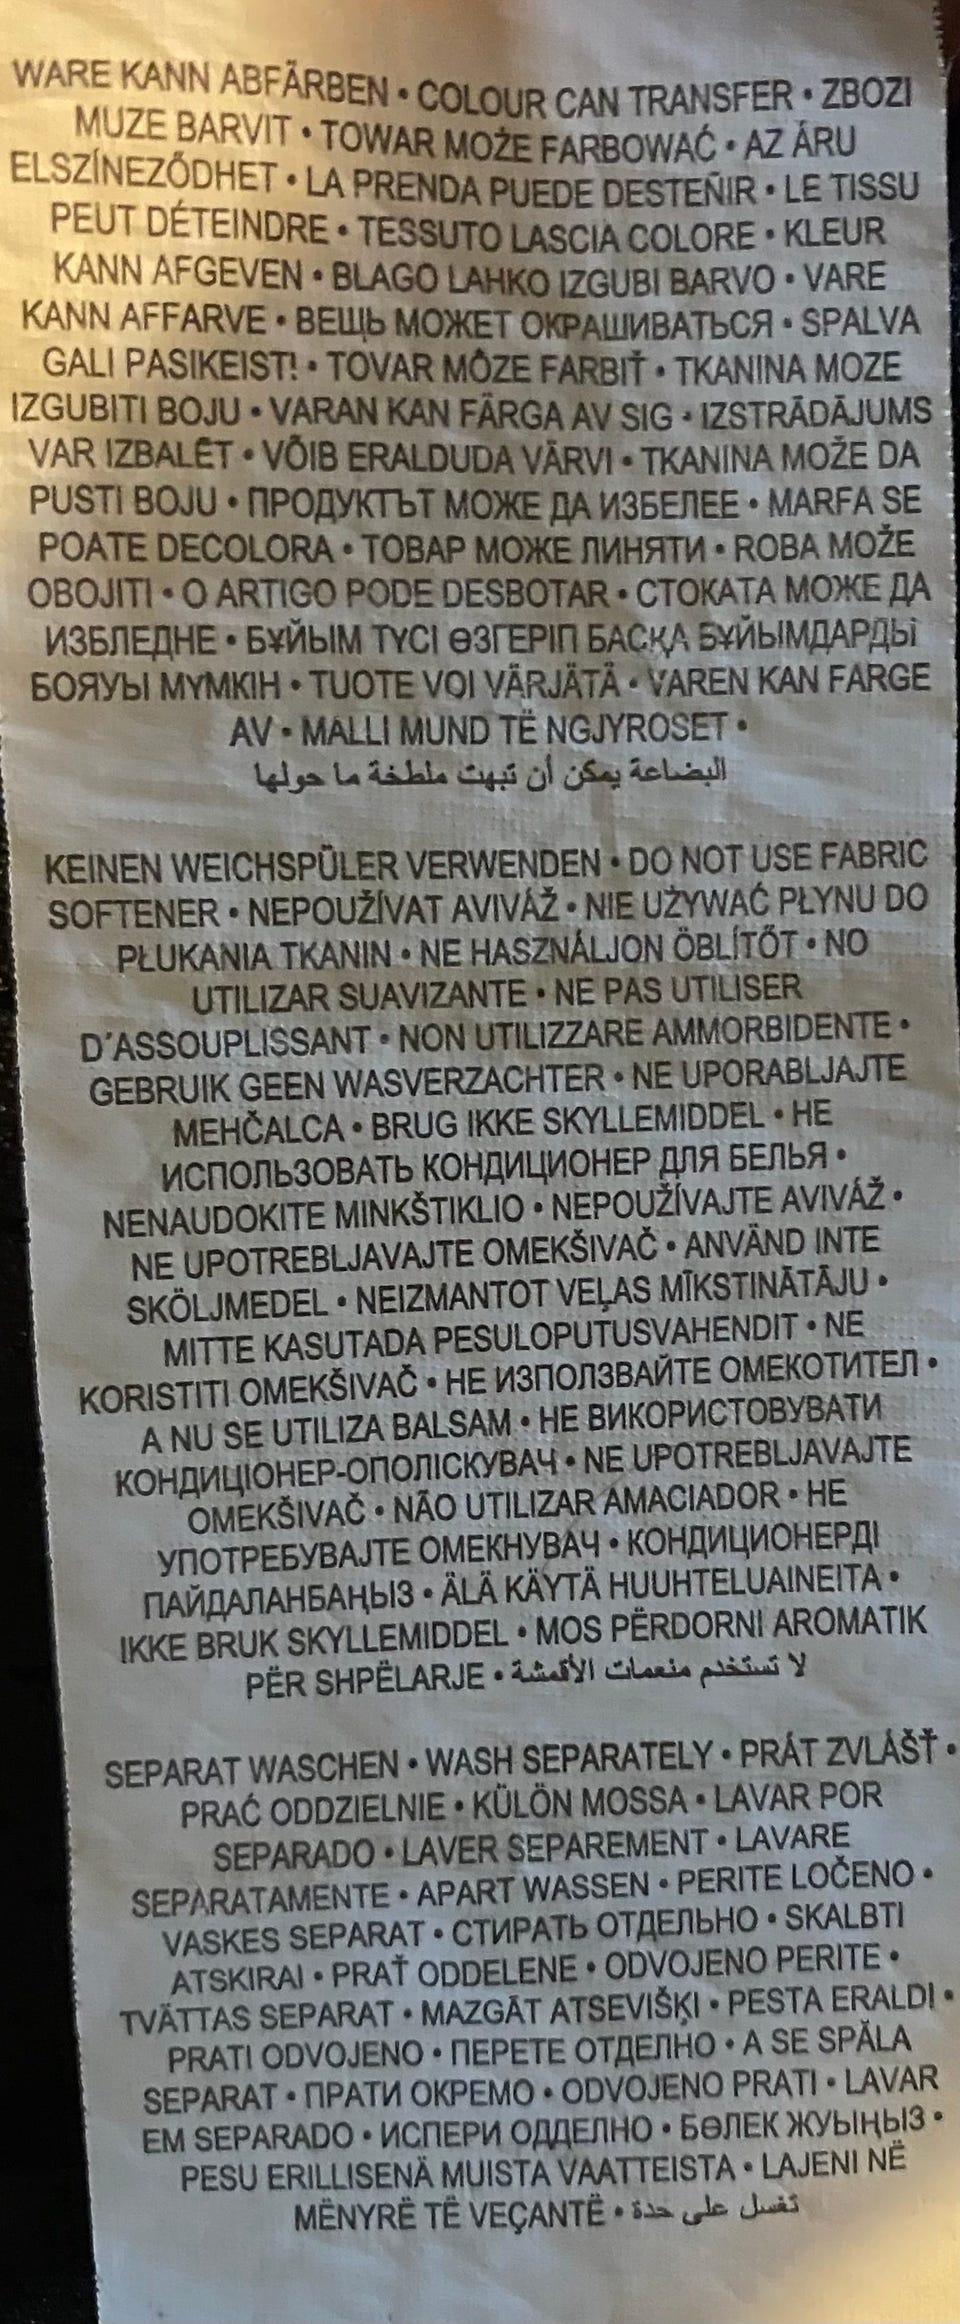 WARE KANN ABFÄRBEN • COLOUR CAN TRANSFER • ZBOZI
MUZE BARVIT • TOWAR MOŻE FARBOWAĆ • AZ ÁRU
ELSZÍNEZŐDHET • LA PRENDA PUEDE DESTEÑIR • LE TISSU
PEUT DÉTEINDRE • TESSUTO LASCIA COLORE • KLEUR
KANN AFGEVEN • BLAGO LAHKO IZGUBI BARVO • VARE
KANN AFFARVE • ВЕЩЬ МОЖЕТ ОКРАШИВАТЬСЯ • SPALVA
GALI PASIKEIST! • TOVAR MÔZE FARBIŤ • TKANINA MOZE
IZGUBITI BOJU • VARAN KAN FÄRGA AV SIG • IZSTRĀDĀJUMS
VAR IZBALĒT • VÕIB ERALDUDA VÄRVI • TKANINA MOŽE DA
PUSTI BOJU • ПРОДУКТЪТ МОЖЕ ДА ИЗБЕЛЕЕ • MARFA SE
POATE DECOLORA • ТОВАР МОЖЕ ЛИНЯТИ • ROBA MOŽE
OBOJITI • O ARTIGO PODE DESBOTAR • СТОКАТА МОЖЕ ДА
ИЗБЛЕДНЕ • БҰЙЫМ ТҮСІ ӨЗГЕРІП БАСҚА БҰЙЫМДАРДЫ
БОЯУЫ МҮМКІН • TUOTE VOI VÄRJÄTÄ • VAREN KAN FARGE
AV • MALLI MUND TË NGJYROSET •
البضاعة يمكن أن تبهت ملطخة ما حولها
KEINEN WEICHSPÜLER VERWENDEN • DO NOT USE FABRIC
SOFTENER • NEPOUŽÍVAT AVIVÁŽ • NIE UŻYWAĆ PŁYNU DO
PŁUKANIA TKANIN • NE HASZNÁLJON ÖBLÍTŐT • NO
UTILIZAR SUAVIZANTE • NE PAS UTILISER
D´ASSOUPLISSANT • NON UTILIZZARE AMMORBIDENTE •
GEBRUIK GEEN WASVERZACHTER • NE UPORABLJAJTE
MEHČALCA • BRUG IKKE SKYLLEMIDDEL • НЕ
ИСПОЛЬЗОВАТЬ КОНДИЦИОНЕР ДЛЯ БЕЛЬЯ •
NENAUDOKITE MINKŠTIKLIO • NEPOUŽÍVAJTE AVIVÁŽ •
NE UPOTREBLJAVAJTE OMEKŠIVAČ • ANVÄND INTE
SKÖLJMEDEL • NEIZMANTOT VEĻAS MĪKSTINĀTĀJU •
MITTE KASUTADA PESULOPUTUSVAHENDIT • NE
KORISTITI OMEKŠIVAČ • НЕ ИЗПОЛЗВАЙТЕ ОМЕКОТИТЕЛ •
A NU SE UTILIZA BALSAM • НЕ ВИКОРИСТОВУВАТИ
КОНДИЦІОНЕР-ОПОЛІСКУВАЧ • NE UPOTREBLJAVAJTE
OMEKŠIVAČ • NÃO UTILIZAR AMACIADOR • НЕ
УПОТРЕБУВАЈТЕ ОМЕКНУВАЧ • КОНДИЦИОНЕРДІ
ПАЙДАЛАНБАҢЫЗ • ÄLÄ KÄYTÄ HUUHTELUAINEITA •
IKKE BRUK SKYLLEMIDDEL • MOS PËRDORNI AROMATIK
PËR SHPËLARJE • لا تستخدم منعمات الأقمشة
SEPARAT WASCHEN • WASH SEPARATELY • PRÁT ZVLÁŠŤ •
PRAĆ ODDZIELNIE • KÜLÖN MOSSA • LAVAR POR
SEPARADO • LAVER SEPAREMENT • LAVARE
SEPARATAMENTE • APART WASSEN • PERITE LOČENO •
VASKES SEPARAT • СТИРАТЬ ОТДЕЛЬНО • SKALBTI
ATSKIRAI • PRAŤ ODDELENE • ODVOJENO PERITE •
TVÄTTAS SEPARAT • MAZGĀT ATSEVIŠĶI • PESTA ERALDI •
PRATI ODVOJENO • ПЕРЕТЕ ОТДЕЛНО • A SE SPĂLA
SEPARAT • ПРАТИ ОКРЕМО • ODVOJENO PRATI • LAVAR
EM SEPARADO • ИСПЕРИ ОДДЕЛНО • БӨЛЕК ЖУЫҢЫЗ •
PESU ERILLISENÄ MUISTA VAATTEISTA • LAJENI NË
MËNYRË TË VEÇANTË • تغسل على حدة